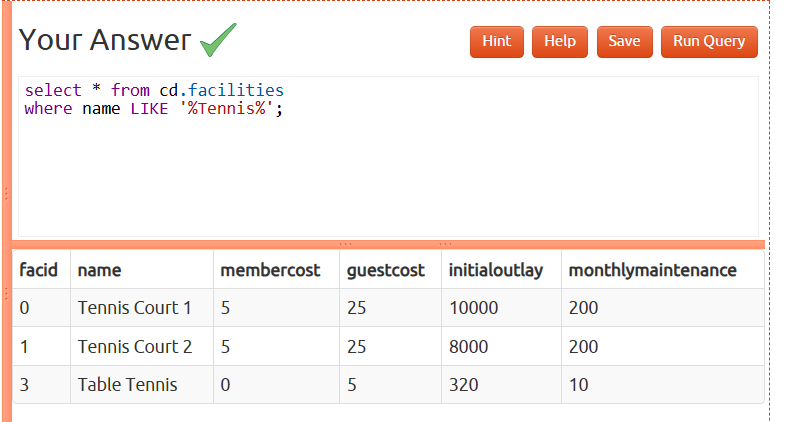 Your Answer
Hint Help Save Run Query
select * from cd.facilities
where name LIKE '%Tennis%';
facid name membercost guestcost initialoutlay monthlymaintenance
0 Tennis Court 1 5 25 10000 200
1 Tennis Court 2 5 25 8000 200
3 Table Tennis 0 5 320 10